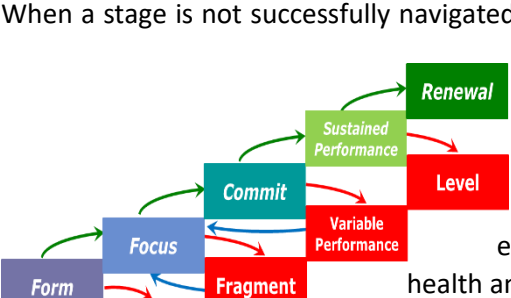 When a stage is not successfully navigated
Renewal
Sustained
Performance
Level
Commit
Variable
Performance
Focus
e
health an
Form
Fragment